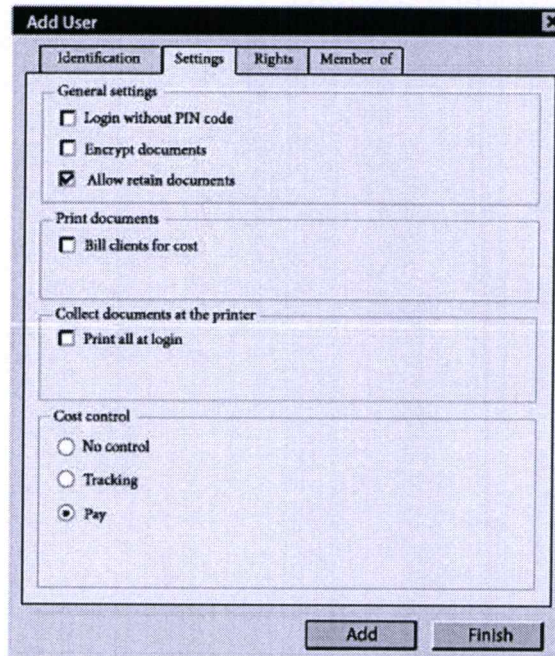 Add User
Identification Settings Rights Member of
General settings
Login without PIN code
Encrypt documents
Allow retain documents
Print documents
Bill clients for cost
Collect documents at the printer
Print all at login
Cost control
No control
Tracking
Pay
Add Finish